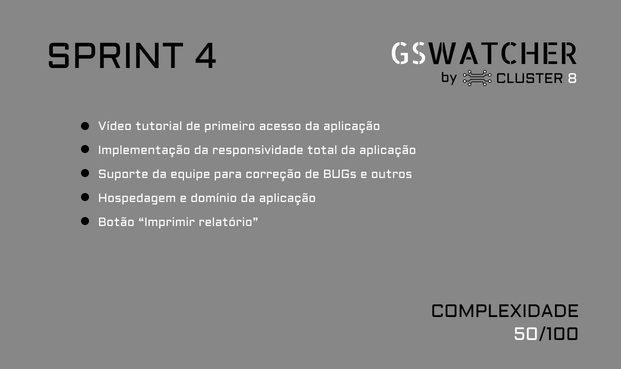 SPRINT 4
GSWATCHER
by CLUSTER 8
Vídeo tutorial de primeiro acesso da aplicação
Implementação da responsividade total da aplicação
Suporte da equipe para correção de BUGs e outros
Hospedagem e domínio da aplicação
Botão “Imprimir relatório”
COMPLEXIDADE
50/100